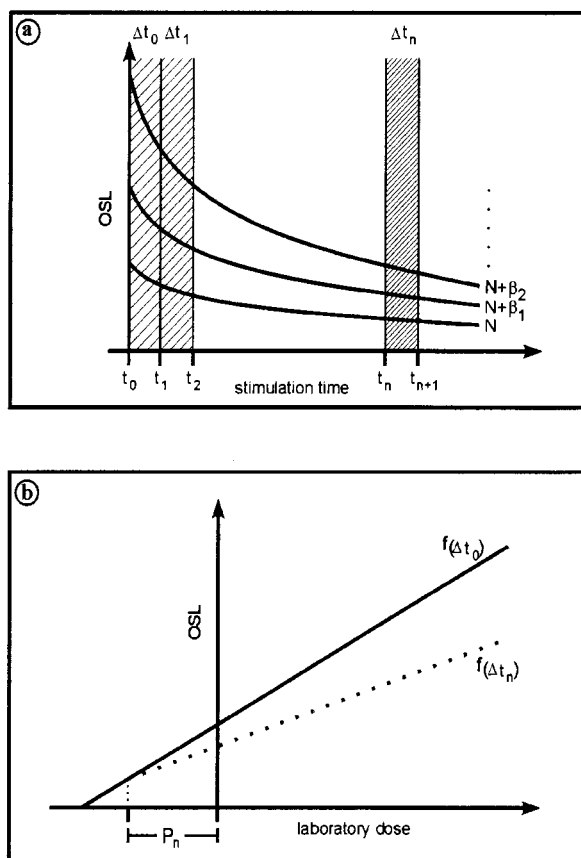 a
Δt₀ Δt₁ Δtₙ
OSL
N+β₂
N+β₁
N
t₀ t₁ t₂ tₙ tₙ₊₁
stimulation time
b
f(Δt₀)
OSL
f(Δtₙ)
Pₙ
laboratory dose